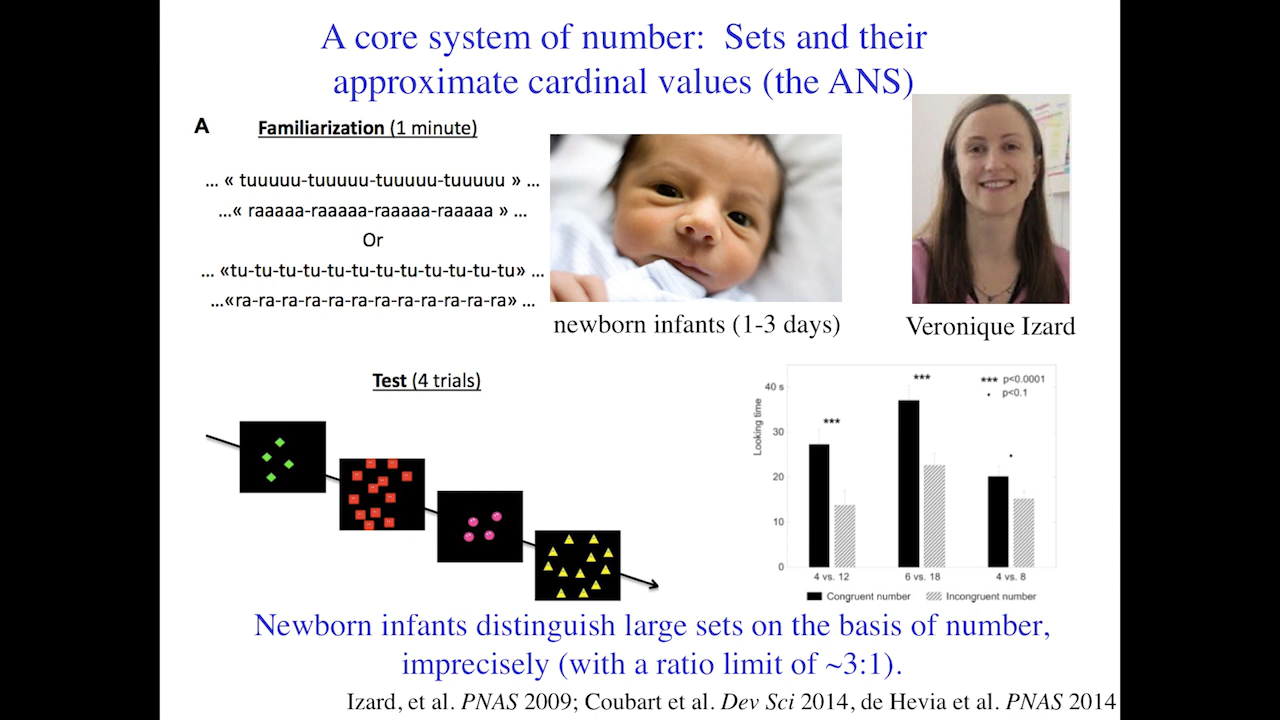 A core system of number:  Sets and their
approximate cardinal values (the ANS)
A
Familiarization (1 minute)
... « tuuuuu-tuuuuu-tuuuuu-tuuuuu » ...
...« raaaaa-raaaaa-raaaaa-raaaaa » ...
Or
... «tu-tu-tu-tu-tu-tu-tu-tu-tu-tu-tu-tu» ...
...«ra-ra-ra-ra-ra-ra-ra-ra-ra-ra-ra-ra» ...
newborn infants (1-3 days)
Veronique Izard
Test (4 trials)
*** p<0.0001
• p<0.1
Looking time
40 s
30
20
10
0
***
***
•
4 vs. 12
6 vs. 18
4 vs. 8
Congruent number
Incongruent number
Newborn infants distinguish large sets on the basis of number,
imprecisely (with a ratio limit of ~3:1).
Izard, et al. PNAS 2009; Coubart et al. Dev Sci 2014, de Hevia et al. PNAS 2014